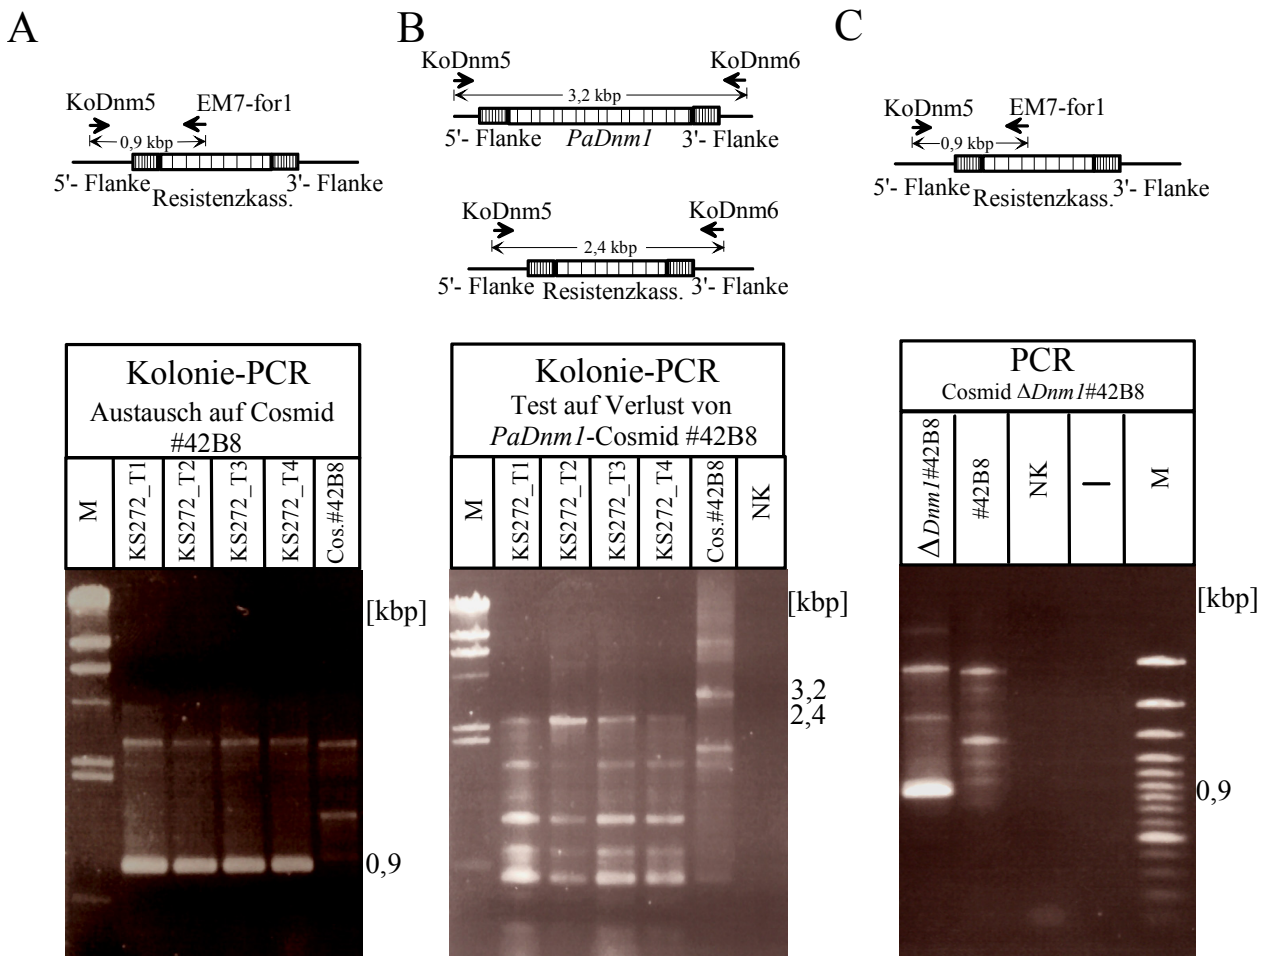 A
KoDnm5
EM7-for1
0,9 kbp
5'- Flanke
3'- Flanke
Resistenzkass.
Kolonie-PCR
Austausch auf Cosmid
#42B8
M
KS272_T1
KS272_T2
KS272_T3
KS272_T4
Cos.#42B8
[kbp]
0,9
B
KoDnm5
KoDnm6
3,2 kbp
5'- Flanke
PaDnm1
3'- Flanke
KoDnm5
KoDnm6
2,4 kbp
5'- Flanke
Resistenzkass.
3'- Flanke
Kolonie-PCR
Test auf Verlust von
PaDnm1-Cosmid #42B8
M
KS272_T1
KS272_T2
KS272_T3
KS272_T4
Cos.#42B8
NK
[kbp]
3,2
2,4
C
KoDnm5
EM7-for1
0,9 kbp
5'- Flanke
3'- Flanke
Resistenzkass.
PCR
Cosmid ΔDnm1#42B8
ΔDnm1#42B8
#42B8
NK
—
M
[kbp]
0,9